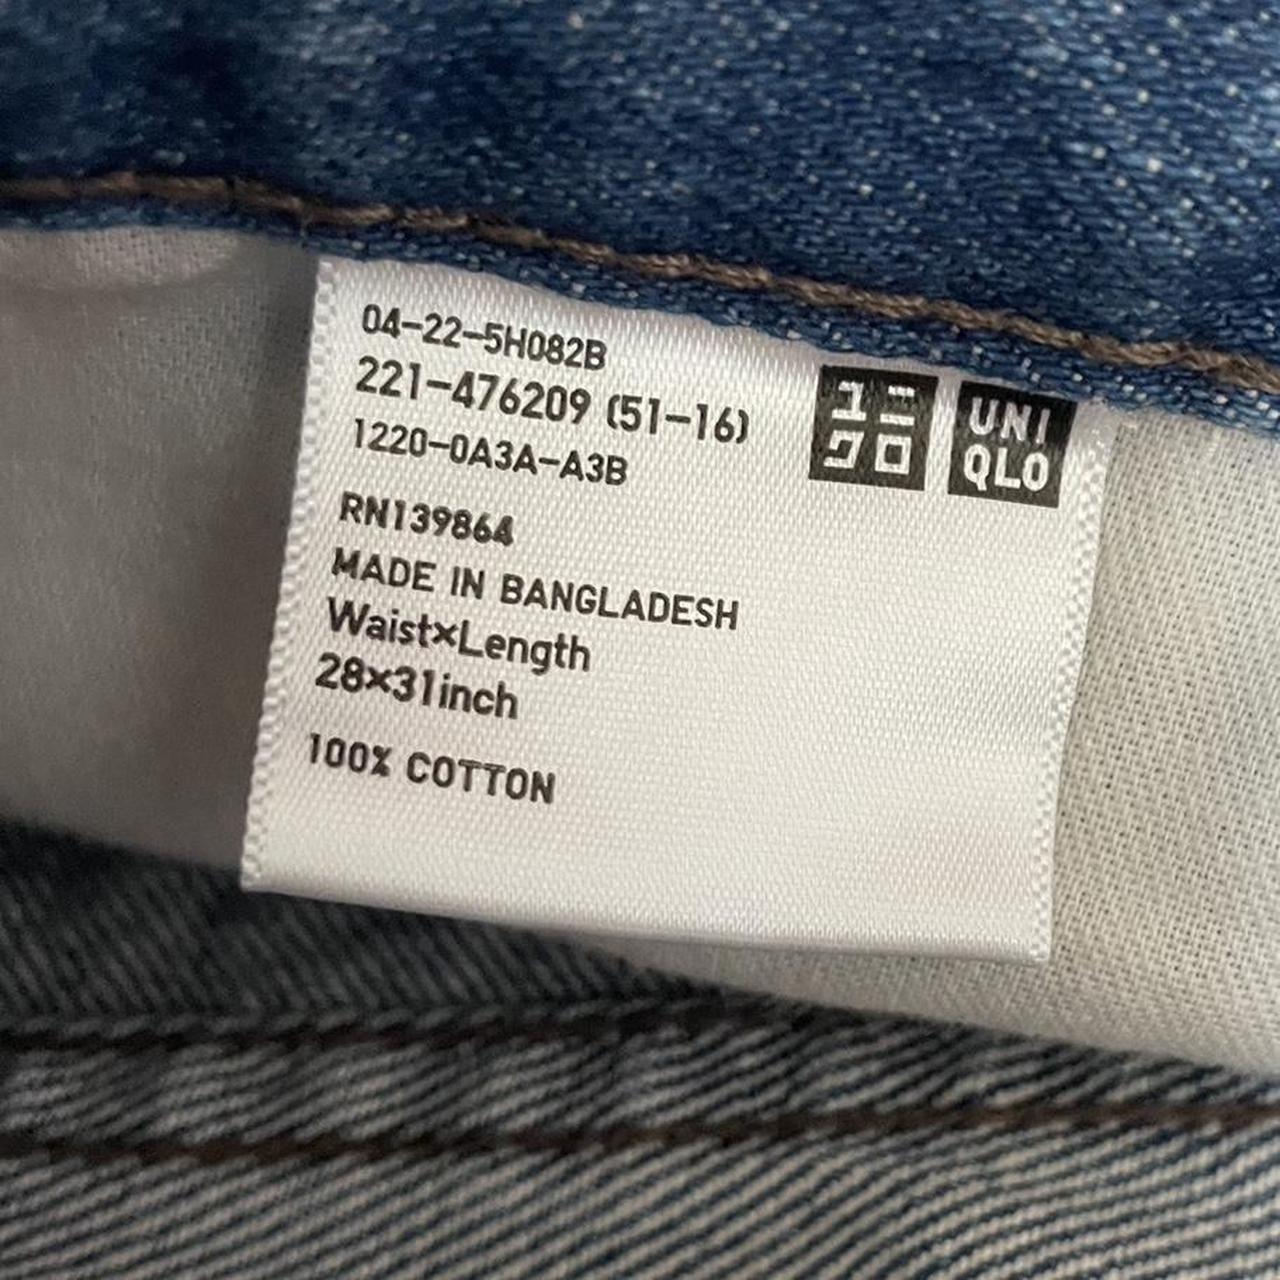 04-22-5H082B
221-476209 (51-16)
1220-0A3A-A3B
ユニ
クロ
UNI
QLO
RN139864
MADE IN BANGLADESH
Waist×Length
28×31inch
100% COTTON